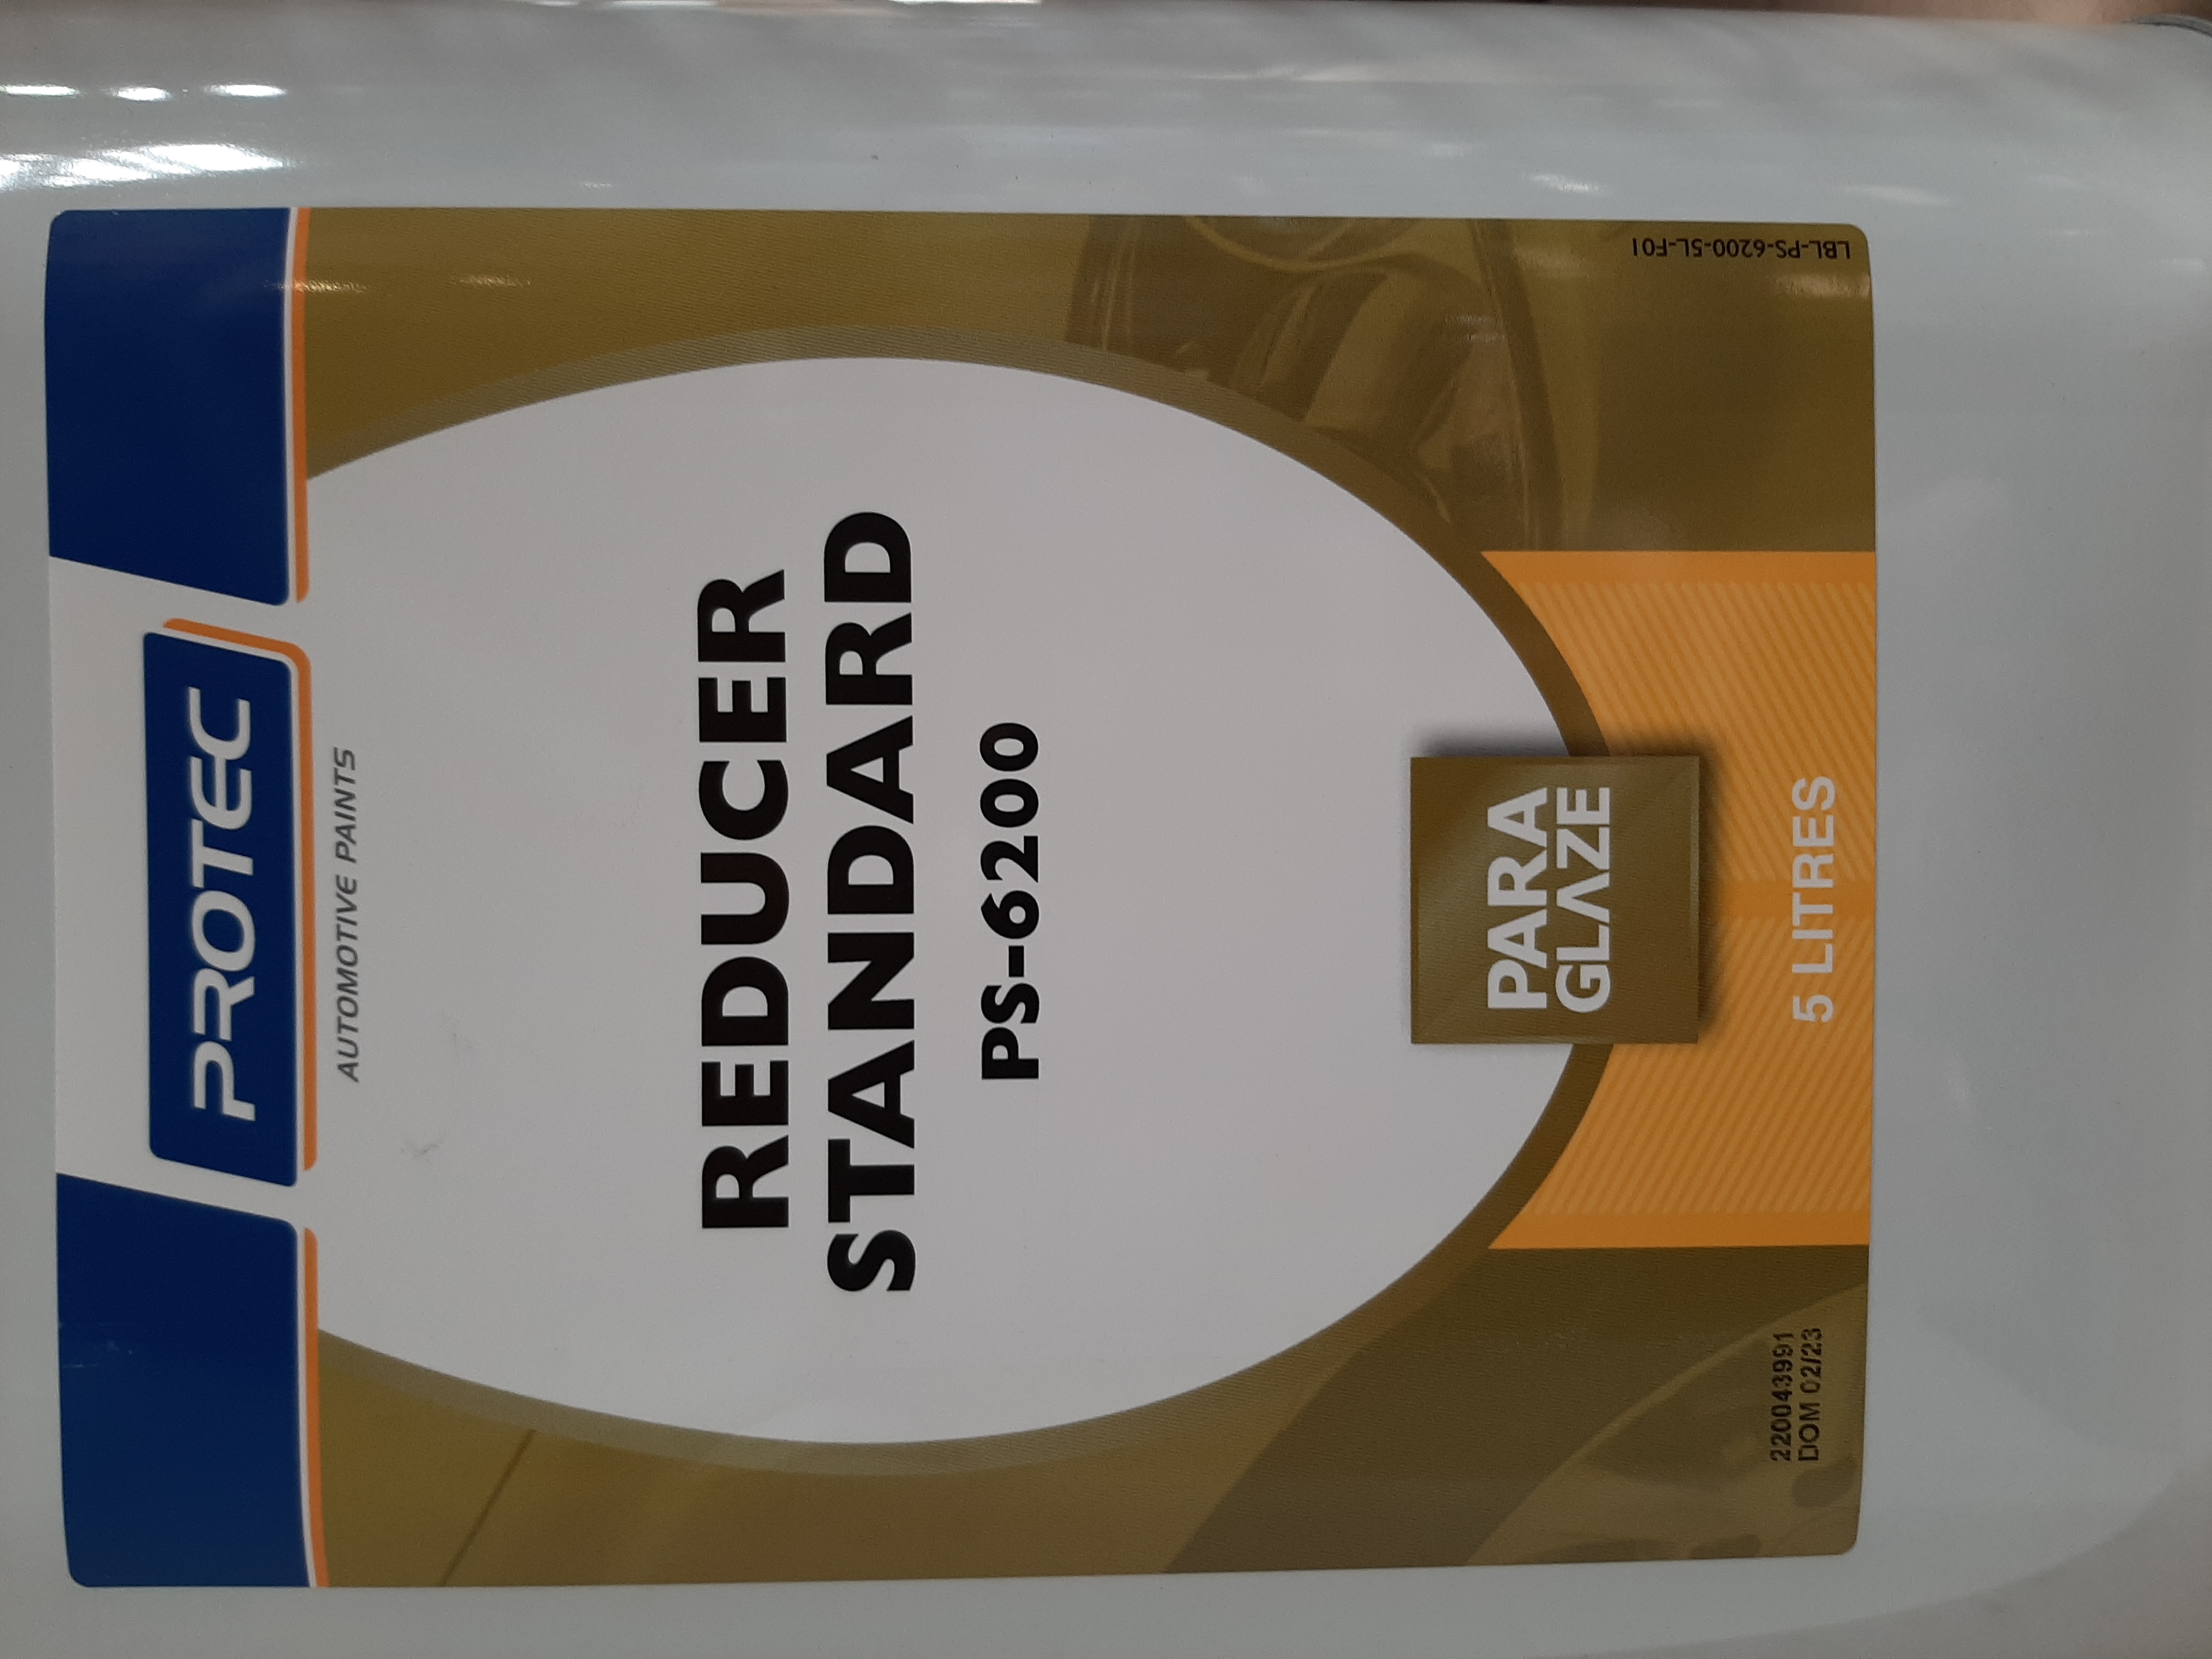 PROTEC
AUTOMOTIVE PAINTS
REDUCER
STANDARD
PS-6200
PARA
GLAZE
5 LITRES
220043991
DOM 02/23
LBL-PS-6200-5L-F01